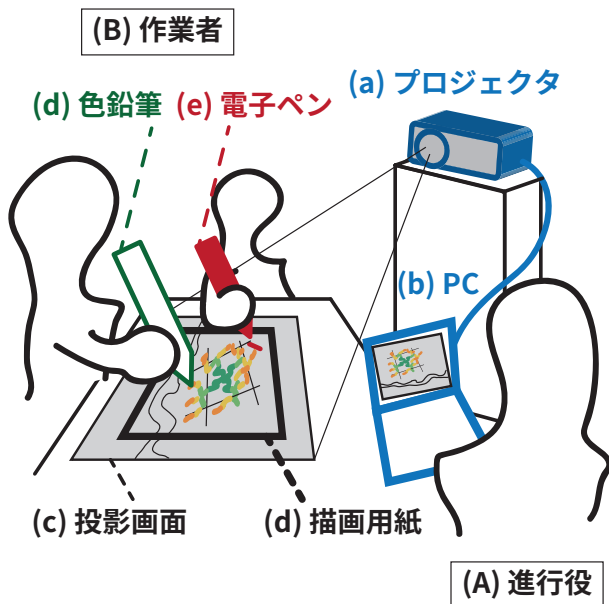 (B) 作業者
(a) プロジェクタ
(d) 色鉛筆
(e) 電子ペン
(b) PC
(c) 投影画面
(d) 描画用紙
(A) 進行役